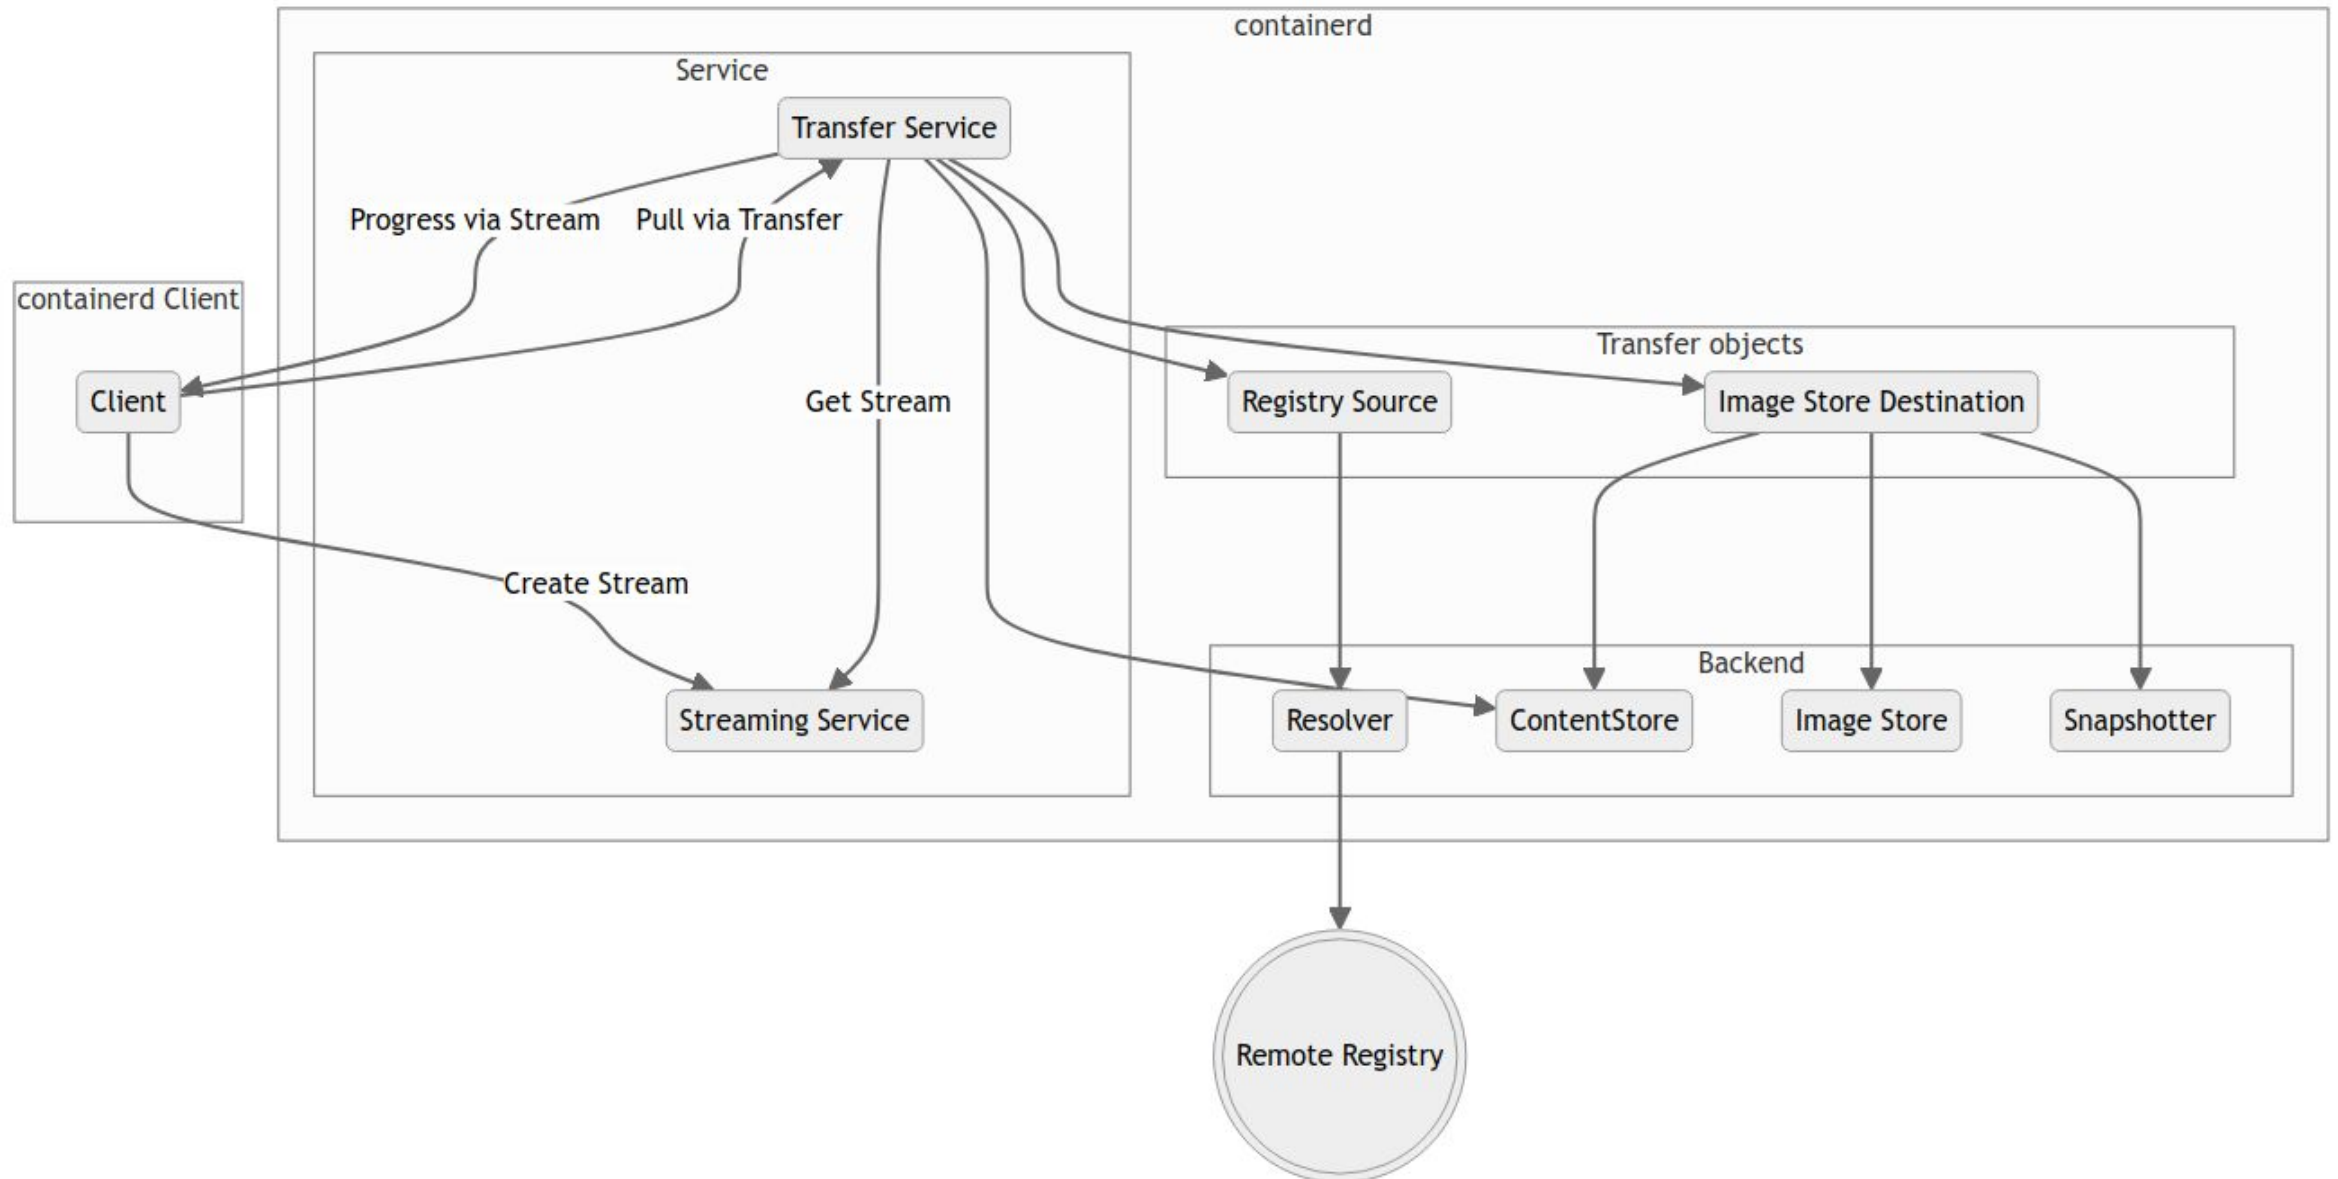 containerd
Service
Transfer Service
Progress via Stream
Pull via Transfer
containerd Client
Transfer objects
Client
Get Stream
Registry Source
Image Store Destination
Create Stream
Backend
Streaming Service
Resolver
ContentStore
Image Store
Snapshotter
Remote Registry